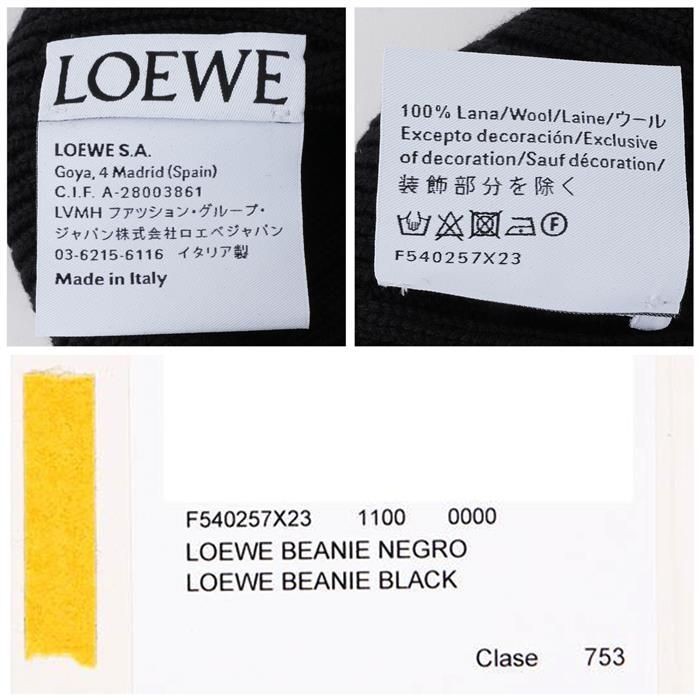 LOEWE
LOEWE S.A.
Goya, 4 Madrid (Spain)
C.I.F. A-28003861
LVMH ファッション・グループ・
ジャパン株式会社ロエベジャパン
03-6215-6116 イタリア製
Made in Italy
100% Lana/Wool/Laine/ウール
Excepto decoración/Exclusive
of decoration/Sauf décoration/
装飾部分を除く
F
F540257X23
F540257X23 1100 0000
LOEWE BEANIE NEGRO
LOEWE BEANIE BLACK
Clase 753